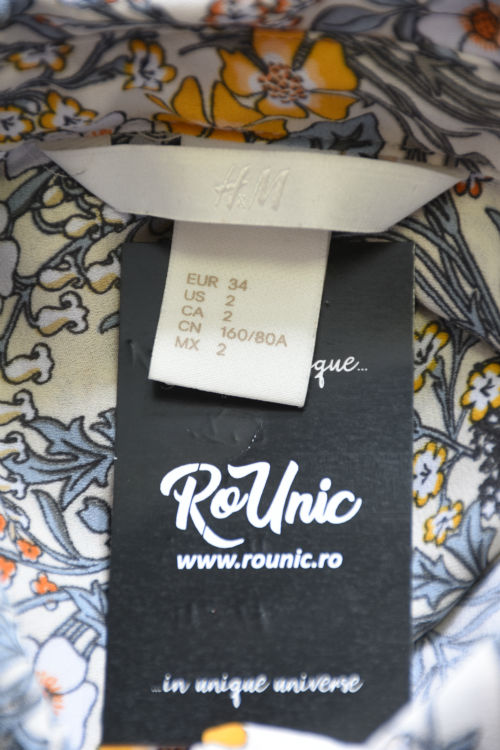 H&M
EUR 34
US 2
CA 2
CN 160/80A
MX 2
que...
RoUnic
www.rounic.ro
...in unique universe